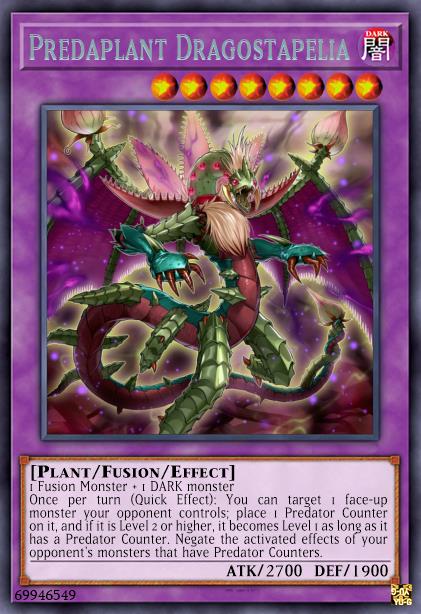 PREDAPLANT DRAGOSTAPELIA
DARK
闇
[PLANT/FUSION/EFFECT]
1 Fusion Monster + 1 DARK monster
Once per turn (Quick Effect): You can target 1 face-up
monster your opponent controls; place 1 Predator Counter
on it, and if it is Level 2 or higher, it becomes Level 1 as long as it
has a Predator Counter. Negate the activated effects of your
opponent's monsters that have Predator Counters.
ATK/2700 DEF/1900
69946549